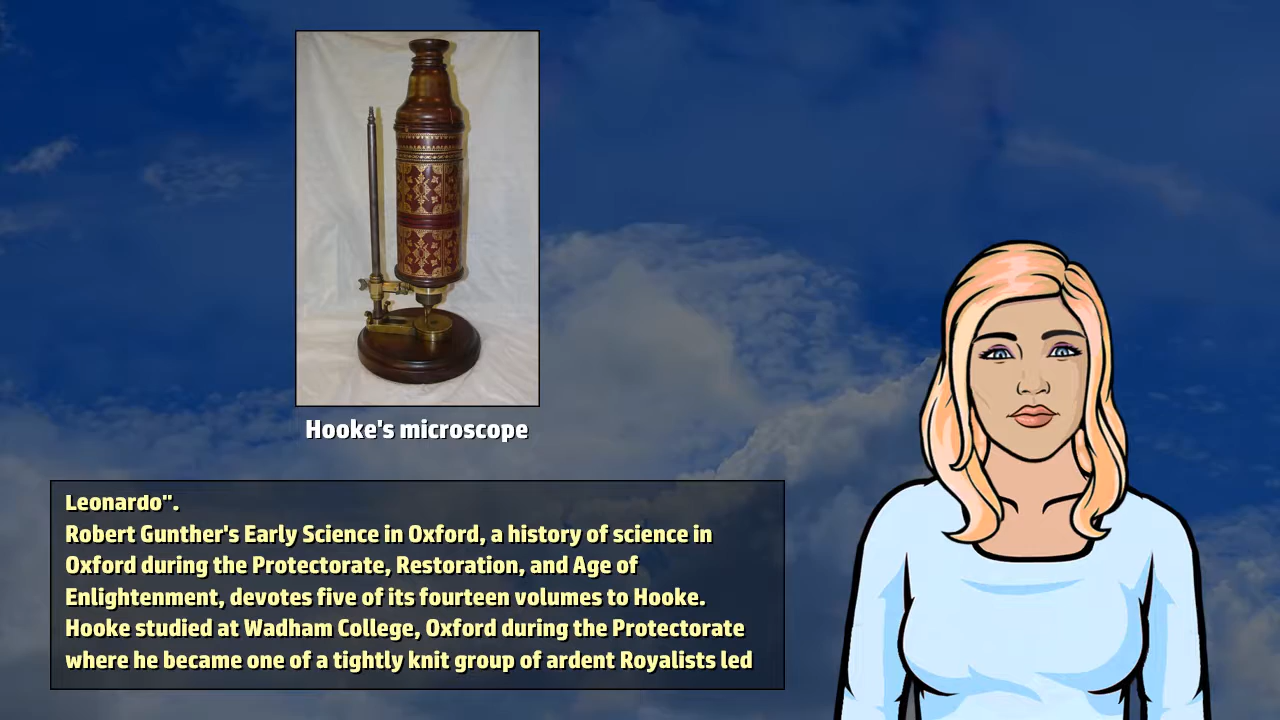 Hooke's microscope
Leonardo".
Robert Gunther's Early Science in Oxford, a history of science in
Oxford during the Protectorate, Restoration, and Age of
Enlightenment, devotes five of its fourteen volumes to Hooke.
Hooke studied at Wadham College, Oxford during the Protectorate
where he became one of a tightly knit group of ardent Royalists led